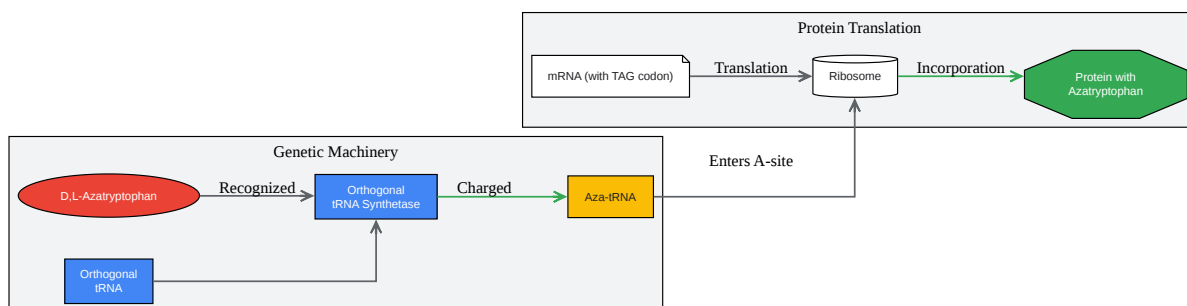 Protein Translation
mRNA (with TAG codon)
Translation
Ribosome
Incorporation
Protein with
Azatryptophan
Enters A-site
Genetic Machinery
D,L-Azatryptophan
Recognized
Orthogonal
tRNA Synthetase
Charged
Aza-tRNA
Orthogonal
tRNA